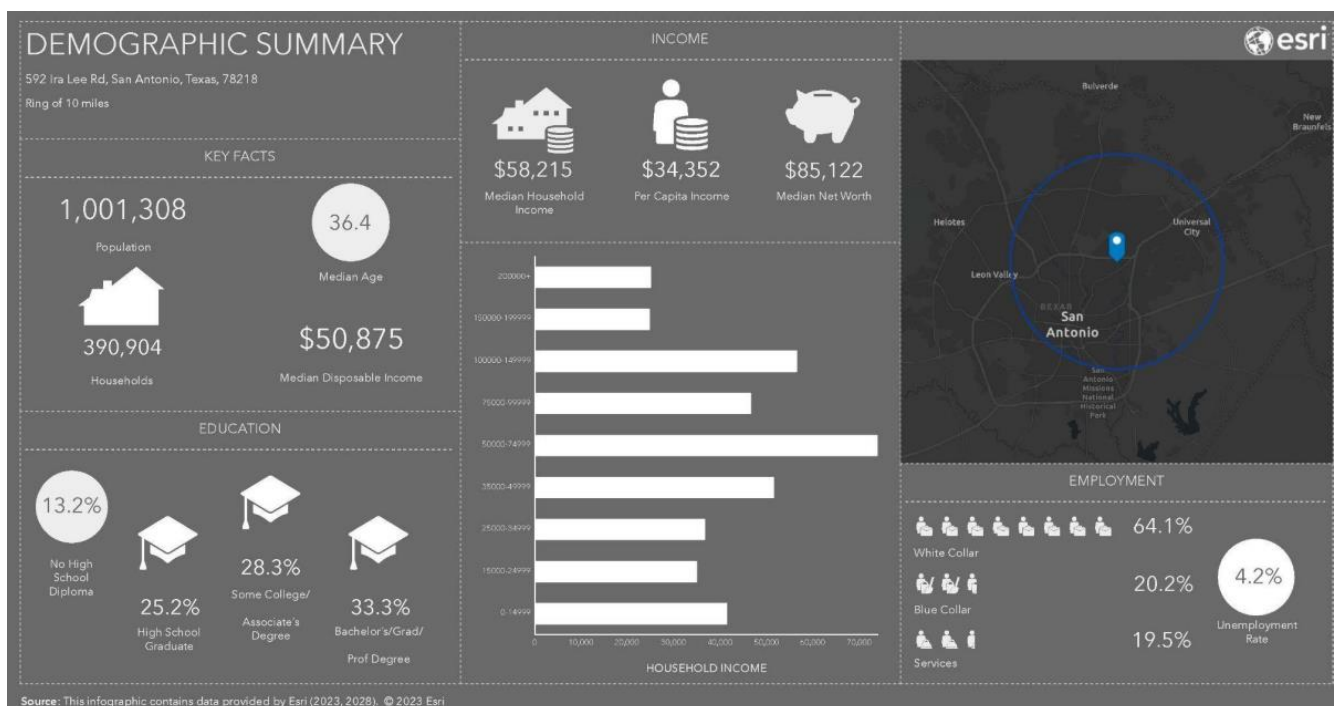 DEMOGRAPHIC SUMMARY
592 Ira Lee Rd, San Antonio, Texas, 78218
Ring of 10 miles
KEY FACTS
1,001,308
Population
36.4
Median Age
390,904
Households
$50,875
Median Disposable Income
EDUCATION
13.2%
No High
School
Diploma
25.2%
High School
Graduate
28.3%
Some College/
Associate's
Degree
33.3%
Bachelor's/Grad/
Prof Degree
INCOME
$58,215
Median Household
Income
$34,352
Per Capita Income
$85,122
Median Net Worth
200000+
150000-199999
100000-149999
75000-99999
50000-74999
35000-49999
25000-34999
15000-24999
0-14999
0 10,000 20,000 30,000 40,000 50,000 60,000 70,000
HOUSEHOLD INCOME
esri
Bulverde
New
Braunfels
Helotes
Universal
City
Leon Valley
TEXAS
San
Antonio
San
Antonio
Missions
National
Historical
Park
EMPLOYMENT
64.1%
White Collar
20.2%
Blue Collar
19.5%
Services
4.2%
Unemployment
Rate
Source: This infographic contains data provided by Esri (2023, 2028). © 2023 Esri